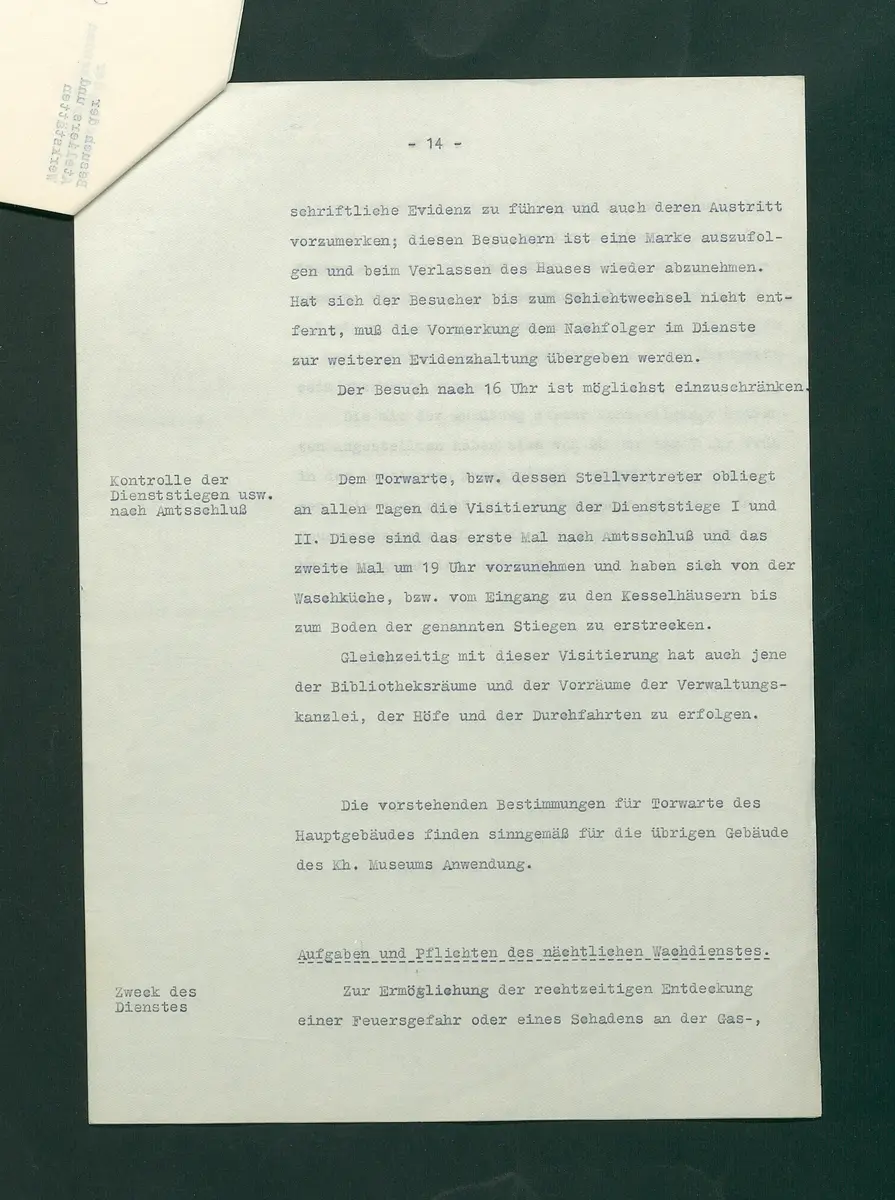 - 14 -
schriftliche Evidenz zu führen und auch deren Austritt
vorzumerken; diesen Besuchern ist eine Marke auszufol-
gen und beim Verlassen des Hauses wieder abzunehmen.
Hat sich der Besucher bis zum Schichtwechsel nicht ent-
fernt, muß die Vormerkung dem Nachfolger im Dienste
zur weiteren Evidenzhaltung übergeben werden.
Der Besuch nach 16 Uhr ist möglichst einzuschränken.
Kontrolle der
Dienststiegen usw.
nach Amtsschluß
Dem Torwarte, bzw. dessen Stellvertreter obliegt
an allen Tagen die Visitierung der Dienststiege I und
II. Diese sind das erste Mal nach Amtsschluß und das
zweite Mal um 19 Uhr vorzunehmen und haben sich von der
Waschküche, bzw. vom Eingang zu den Kesselhäusern bis
zum Boden der genannten Stiegen zu erstrecken.
Gleichzeitig mit dieser Visitierung hat auch jene
der Bibliotheksräume und der Vorräume der Verwaltungs-
kanzlei, der Höfe und der Durchfahrten zu erfolgen.
Die vorstehenden Bestimmungen für Torwarte des
Hauptgebäudes finden sinngemäß für die übrigen Gebäude
des Kh. Museums Anwendung.
Aufgaben und Pflichten des nächtlichen Wachdienstes.
Zweck des
Dienstes
Zur Ermöglichung der rechtzeitigen Entdeckung
einer Feuersgefahr oder eines Schadens an der Gas-,